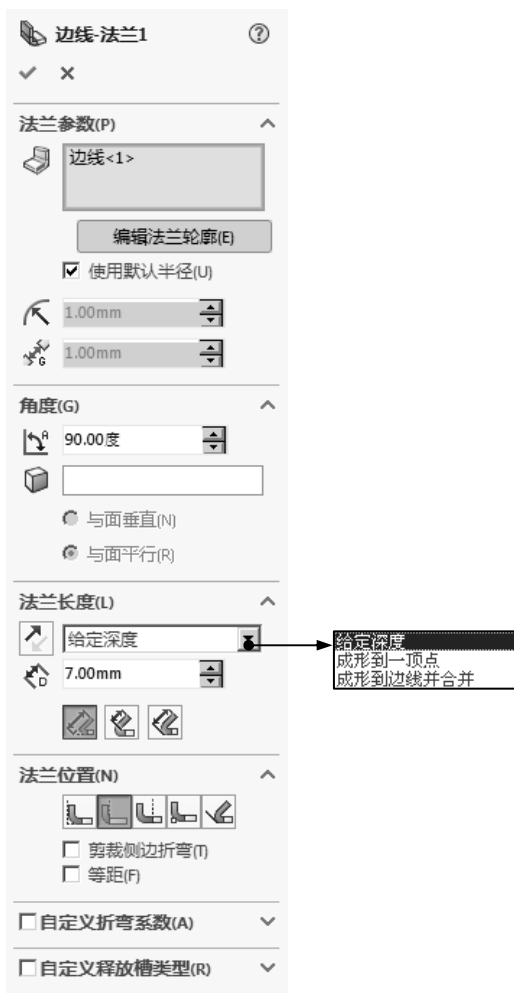 边线-法兰1
法兰参数(P)
边线<1>
编辑法兰轮廓(E)
使用默认半径(U)
1.00mm
1.00mm
角度(G)
90.00度
与面垂直(N)
与面平行(R)
法兰长度(L)
给定深度
给定深度
成形到一顶点
成形到边线并合并
7.00mm
法兰位置(N)
剪裁侧边折弯(T)
等距(F)
自定义折弯系数(A)
自定义释放槽类型(R)